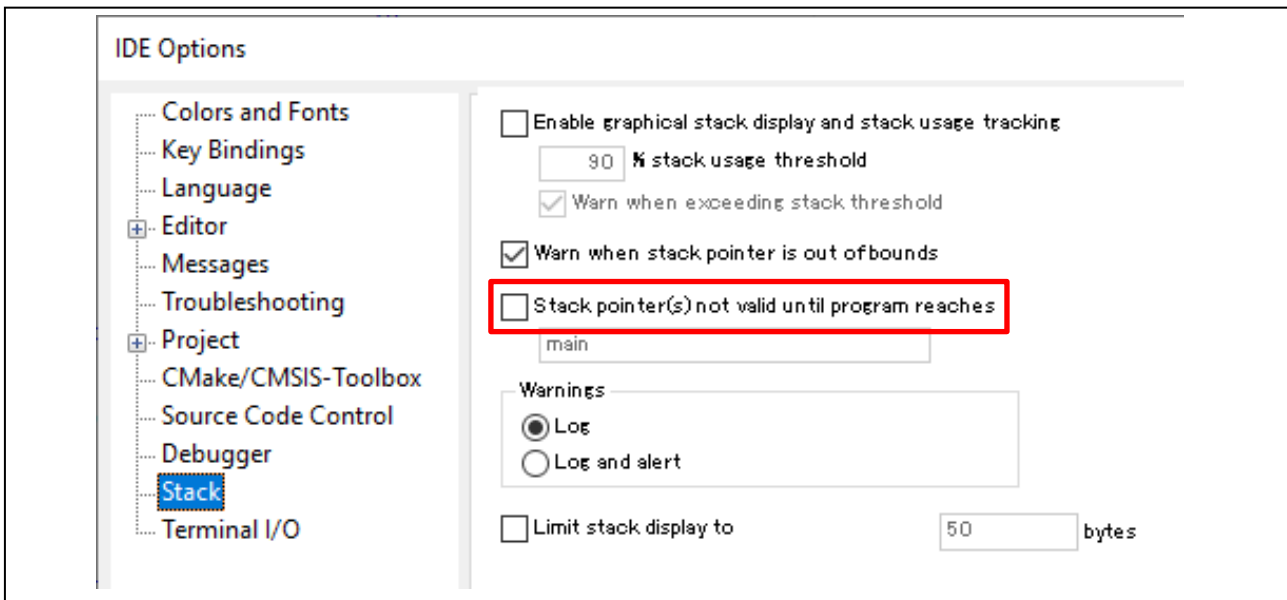 IDE Options
Colors and Fonts
Key Bindings
Language
Editor
Messages
Troubleshooting
Project
CMake/CMSIS-Toolbox
Source Code Control
Debugger
Stack
Terminal I/O
Enable graphical stack display and stack usage tracking
90 % stack usage threshold
Warn when exceeding stack threshold
Warn when stack pointer is out of bounds
Stack pointer(s) not valid until program reaches
main
Warnings
Log
Log and alert
Limit stack display to 50 bytes